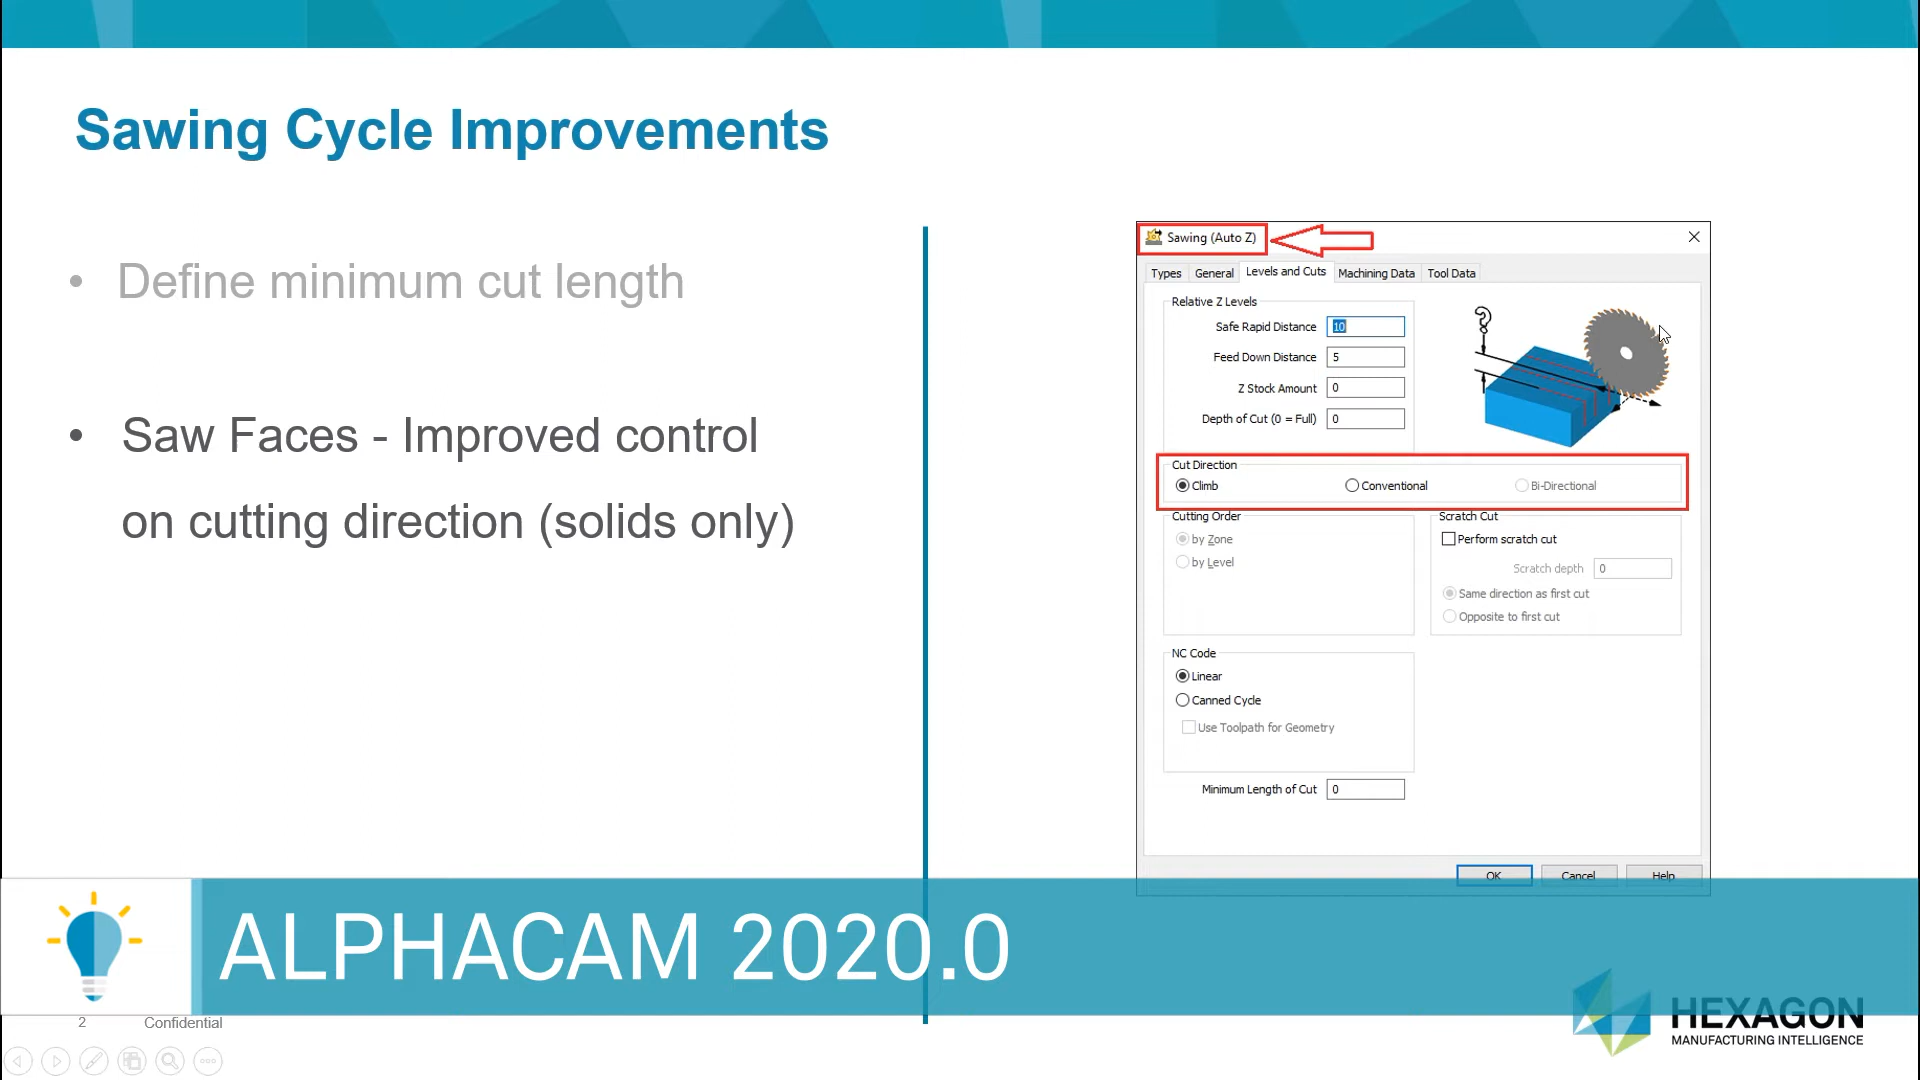 Sawing Cycle Improvements
• Define minimum cut length
• Saw Faces - Improved control
on cutting direction (solids only)
Sawing (Auto Z)
Types General Levels and Cuts Machining Data Tool Data
Relative Z Levels
Safe Rapid Distance 10
Feed Down Distance 5
Z Stock Amount 0
Depth of Cut (0 = Full) 0
?
Cut Direction
Climb Conventional Bi-Directional
Cutting Order
by Zone
by Level
Scratch Cut
Perform scratch cut
Scratch depth 0
Same direction as first cut
Opposite to first cut
NC Code
Linear
Canned Cycle
Use Toolpath for Geometry
Minimum Length of Cut 0
OK Cancel Help
ALPHACAM 2020.0
2 Confidential
HEXAGON
MANUFACTURING INTELLIGENCE